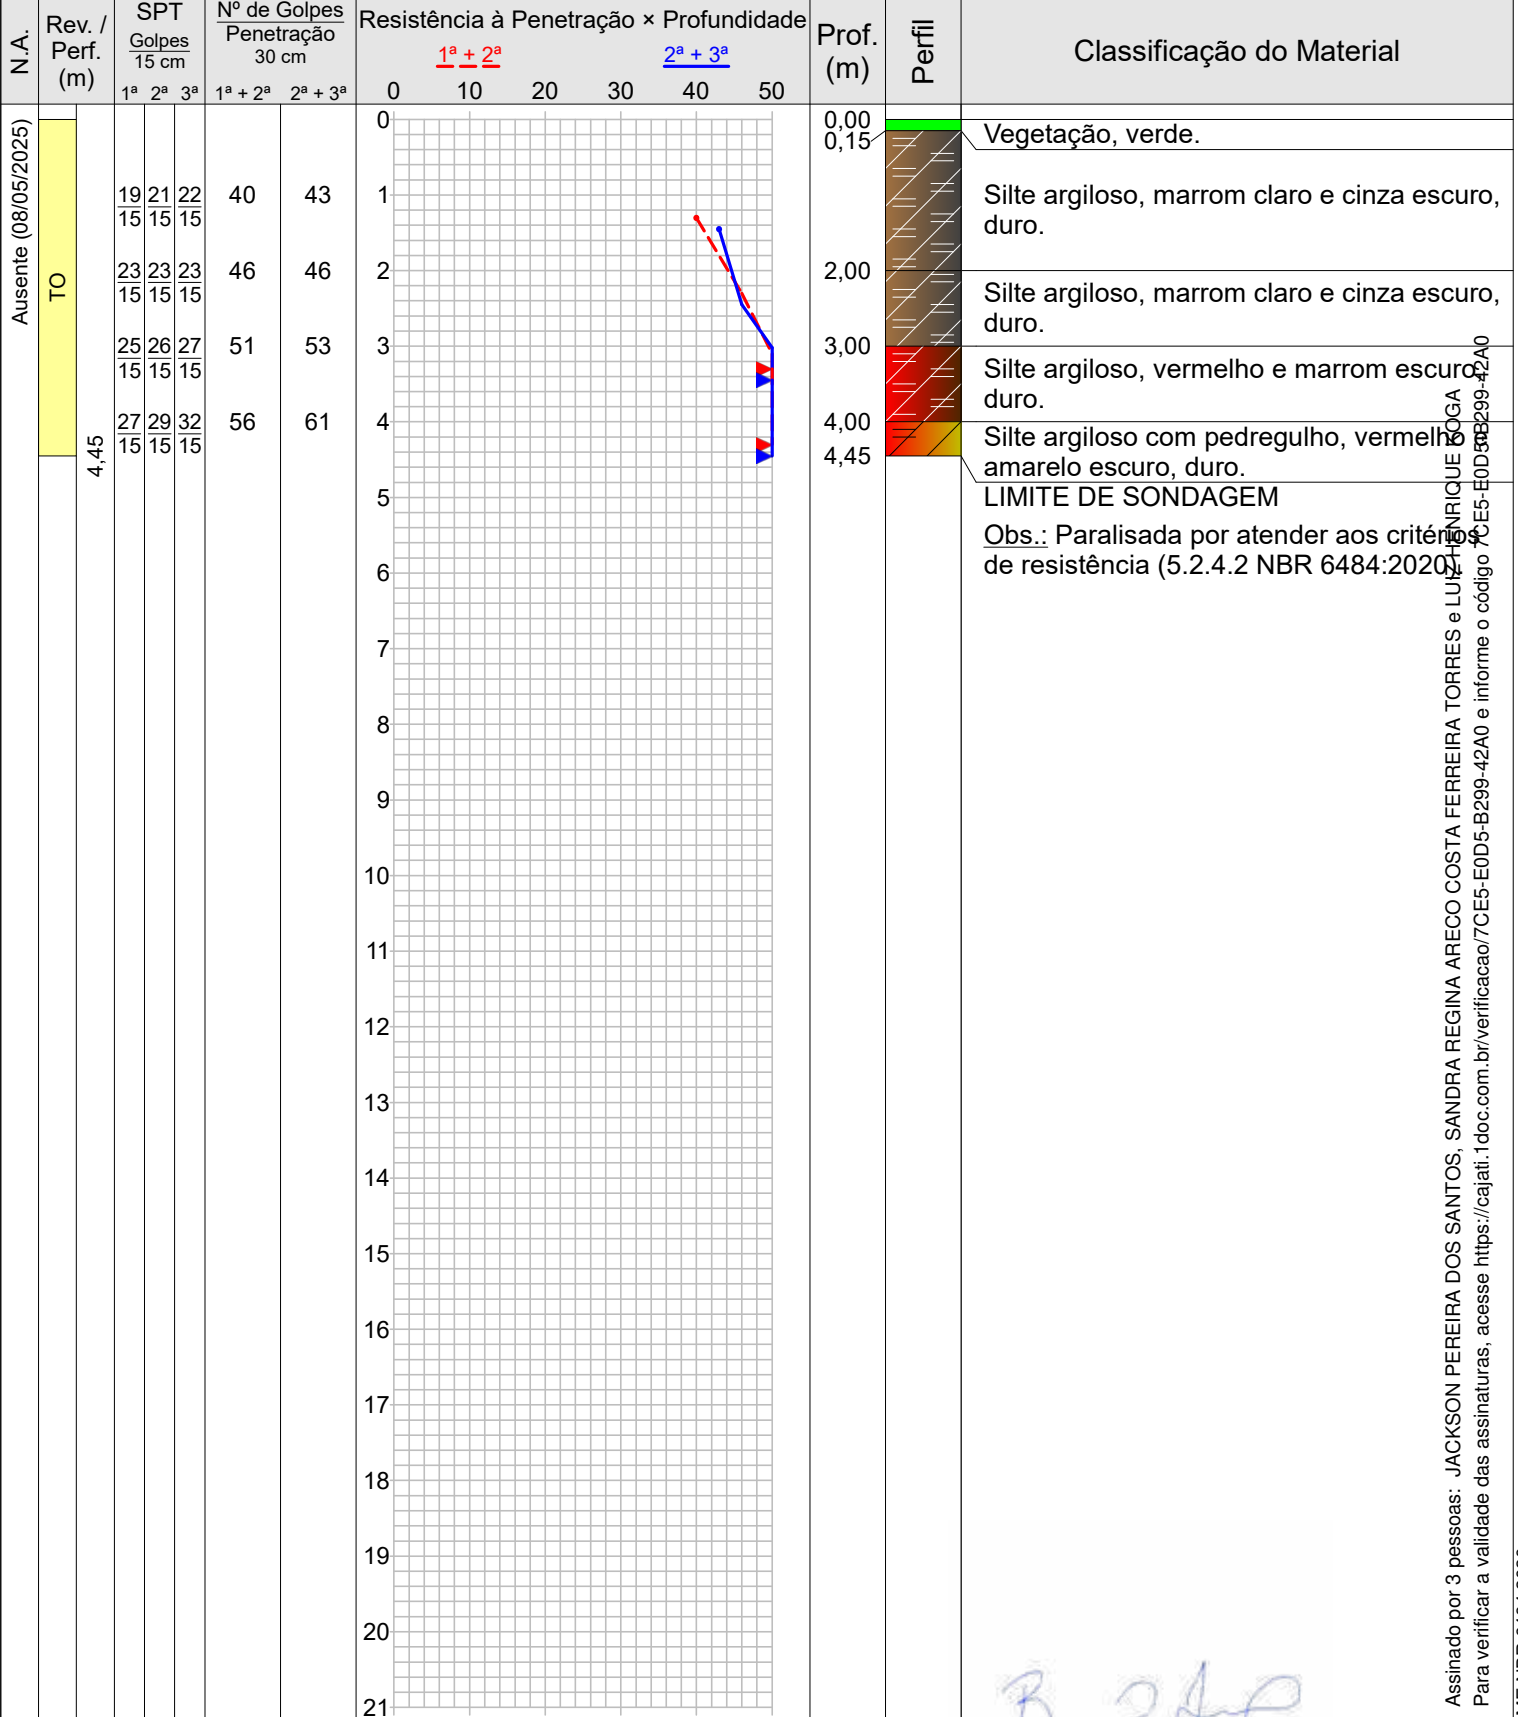 N.A.
Rev. /
Perf.
(m)
SPT
Golpes
15 cm
1ª 2ª 3ª
Nº de Golpes
Penetração
30 cm
1ª + 2ª 2ª + 3ª
Resistência à Penetração × Profundidade
1ª + 2ª 2ª + 3ª
0 10 20 30 40 50
Prof.
(m)
Perfil
Classificação do Material
Ausente (08/05/2025)
TO
4,45
19 21 22 40 43
15 15 15
23 23 23 46 46
15 15 15
25 26 27 51 53
15 15 15
27 29 32 56 61
15 15 15
0
1
2
3
4
5
6
7
8
9
10
11
12
13
14
15
16
17
18
19
20
21
0,00
0,15
2,00
3,00
4,00
4,45
Vegetação, verde.
Silte argiloso, marrom claro e cinza escuro,
duro.
Silte argiloso, marrom claro e cinza escuro,
duro.
Silte argiloso, vermelho e marrom escuro,
duro.
Silte argiloso com pedregulho, vermelho e
amarelo escuro, duro.
LIMITE DE SONDAGEM
Obs.: Paralisada por atender aos critérios
de resistência (5.2.4.2 NBR 6484:2020).
Assinado por 3 pessoas: JACKSON PEREIRA DOS SANTOS, SANDRA REGINA ARECO COSTA FERREIRA TORRES e LUIZ HENRIQUE KOGA
Para verificar a validade das assinaturas, acesse https://cajati.1doc.com.br/verificacao/7CE5-E0D5-B299-42A0 e informe o código 7CE5-E0D5-B299-42A0